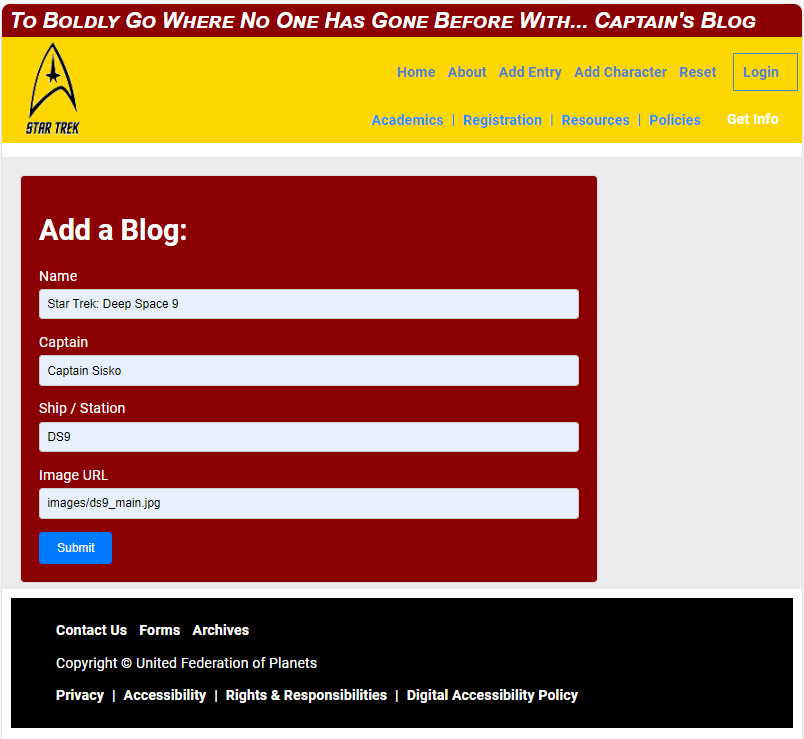 To Boldly Go Where No One Has Gone Before With... Captain's Blog
STAR TREK
Home About Add Entry Add Character Reset Login
Academics | Registration | Resources | Policies Get Info
Add a Blog:
Name
Star Trek: Deep Space 9
Captain
Captain Sisko
Ship / Station
DS9
Image URL
images/ds9_main.jpg
Submit
Contact Us Forms Archives
Copyright © United Federation of Planets
Privacy | Accessibility | Rights & Responsibilities | Digital Accessibility Policy